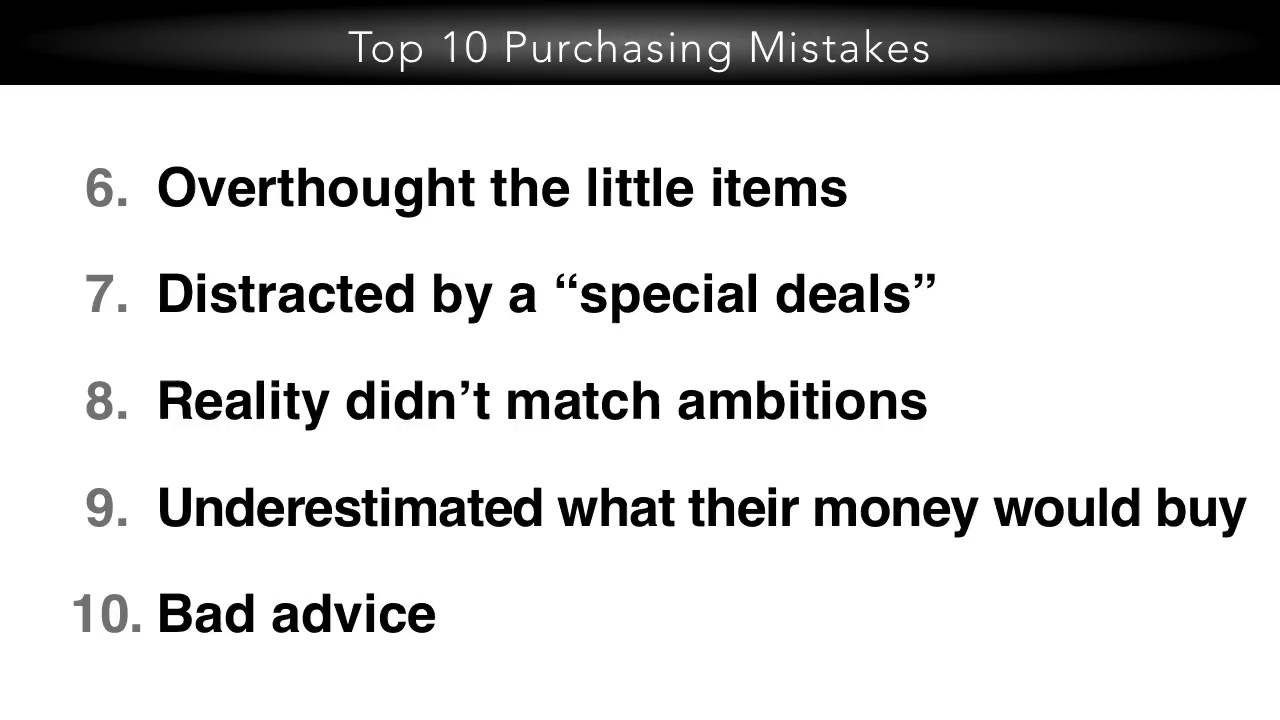 Top 10 Purchasing Mistakes
6. Overthought the little items
7. Distracted by a “special deals”
8. Reality didn’t match ambitions
9. Underestimated what their money would buy
10. Bad advice